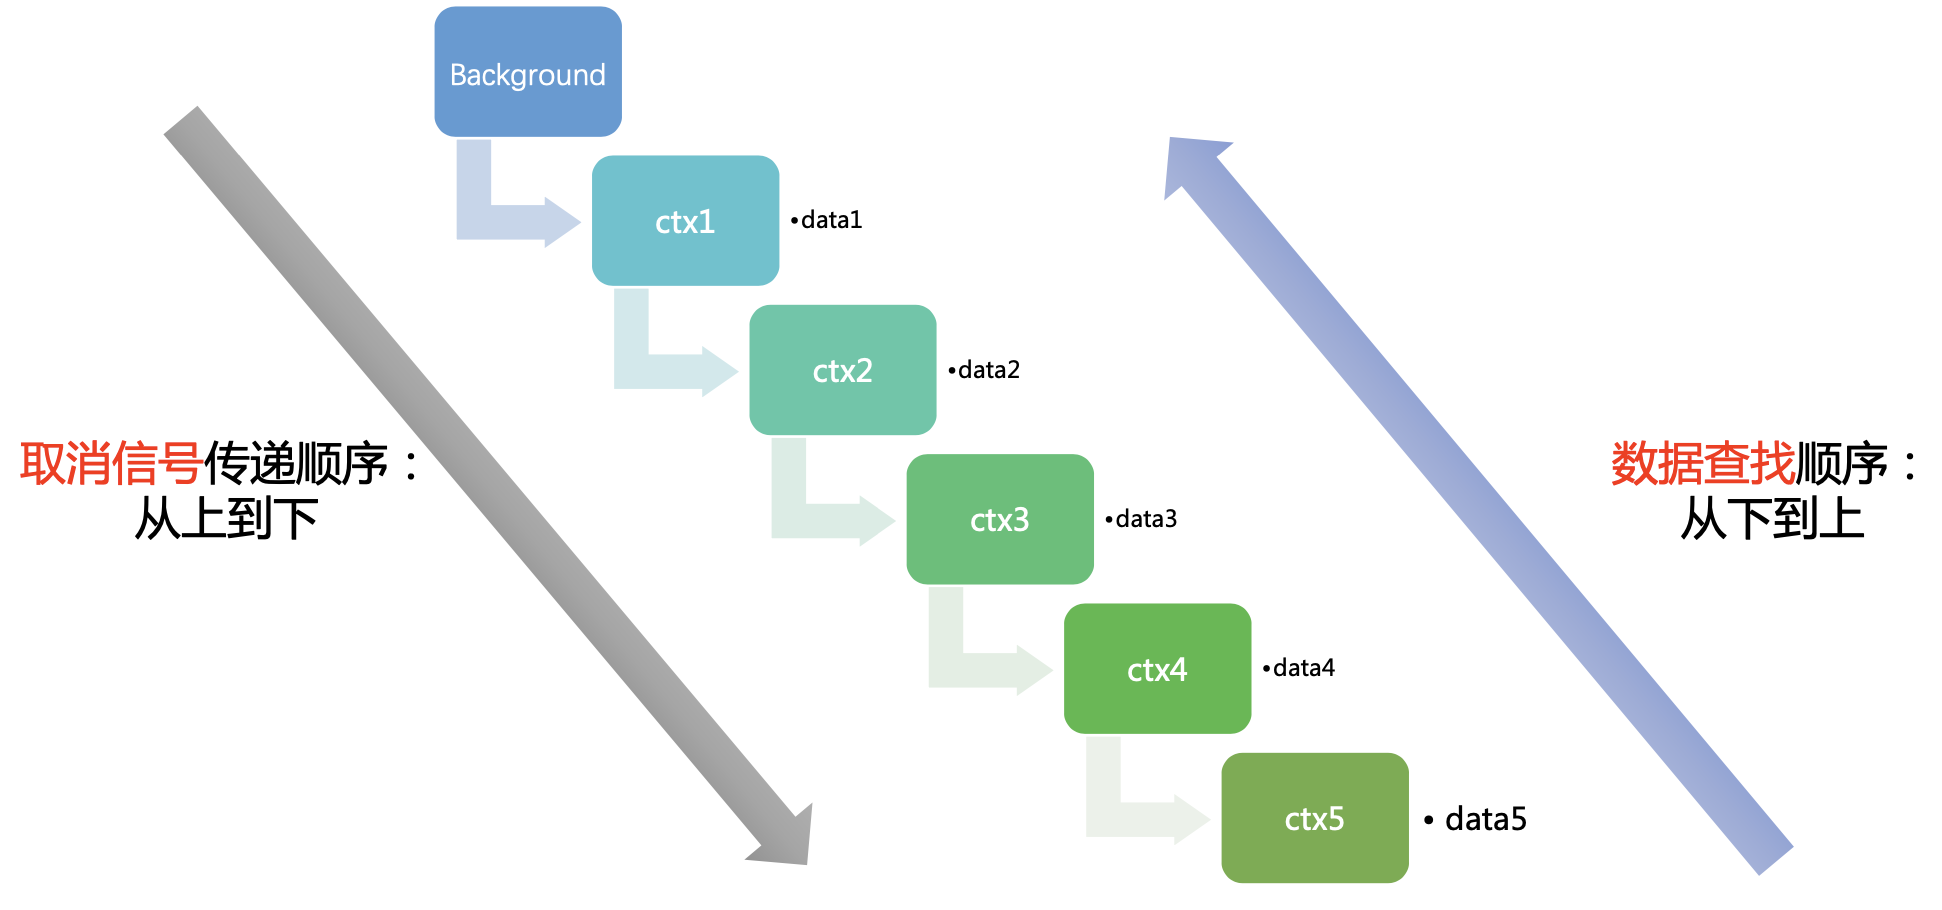 Background
ctx1
•data1
ctx2
•data2
取消信号传递顺序：
从上到下
数据查找顺序：
从下到上
ctx3
•data3
ctx4
•data4
ctx5
• data5